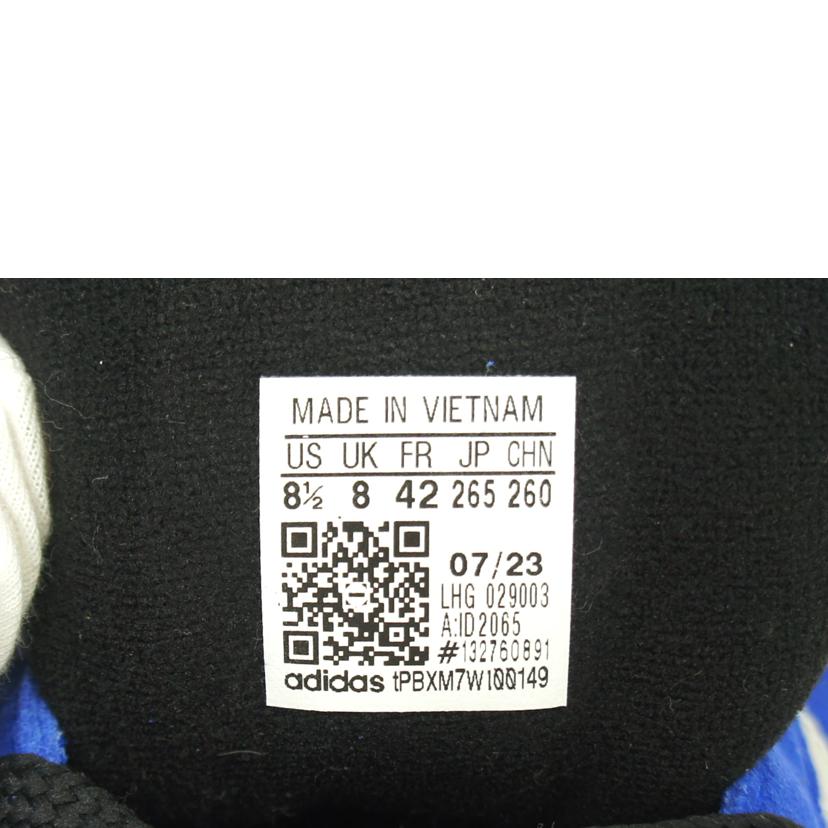 MADE IN VIETNAM
US UK FR JP CHN
8½ 8 42 265 260
07/23
LHG 029003
A:ID2065
#132760891
adidas tPBXM7W1QQ149